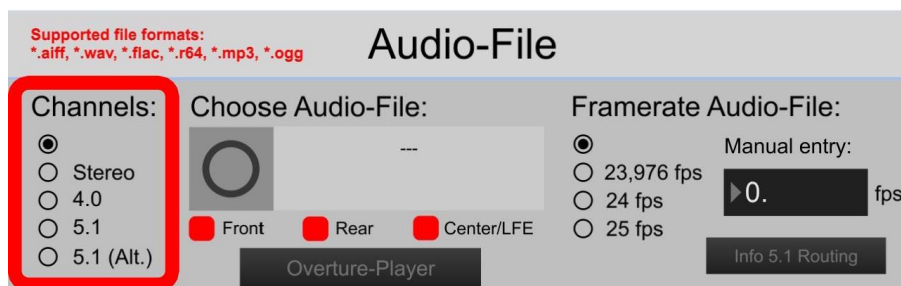 Supported file formats:
*.aiff, *.wav, *.flac, *.r64, *.mp3, *.ogg
Audio-File
Channels:
Stereo
4.0
5.1
5.1 (Alt.)
Choose Audio-File:
---
Front Rear Center/LFE
Overture-Player
Framerate Audio-File:
23,976 fps
24 fps
25 fps
Manual entry:
0. fps
Info 5.1 Routing